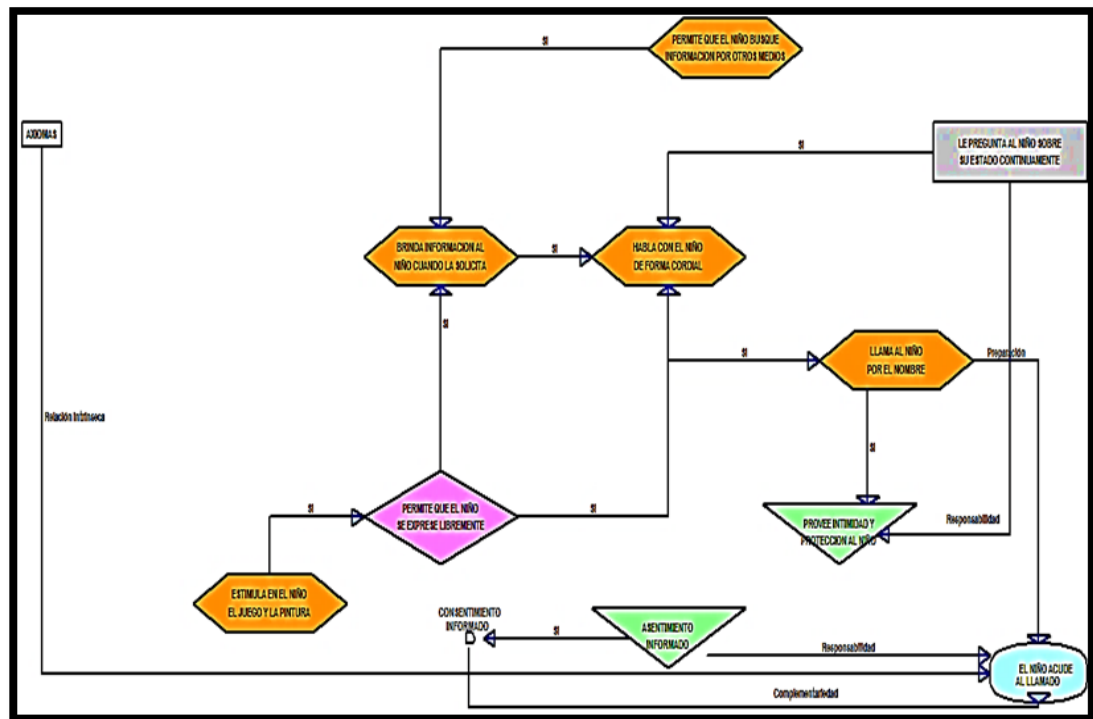 PERMITE QUE EL NIÑO BUSQUE
INFORMACION POR OTROS MEDIOS
SI
AXIOMAS
LE PREGUNTA AL NIÑO SOBRE
SU ESTADO CONTINUAMENTE
SI
BRINDA INFORMACION AL
NIÑO CUANDO LA SOLICITA
SI
HABLA CON EL NIÑO
DE FORMA CORDIAL
SI
SI
LLAMA AL NIÑO
POR EL NOMBRE
Preparación
Relación Intrínseca
SI
PERMITE QUE EL NIÑO
SE EXPRESE LIBREMENTE
SI
SI
PROVEE INTIMIDAD Y
PROTECCION AL NIÑO
Responsabilidad
ESTIMULA EN EL NIÑO
EL JUEGO Y LA PINTURA
CONSENTIMIENTO
INFORMADO
D
SI
ASENTIMIENTO
INFORMADO
Responsabilidad
EL NIÑO ACUDE
AL LLAMADO
Complementariedad